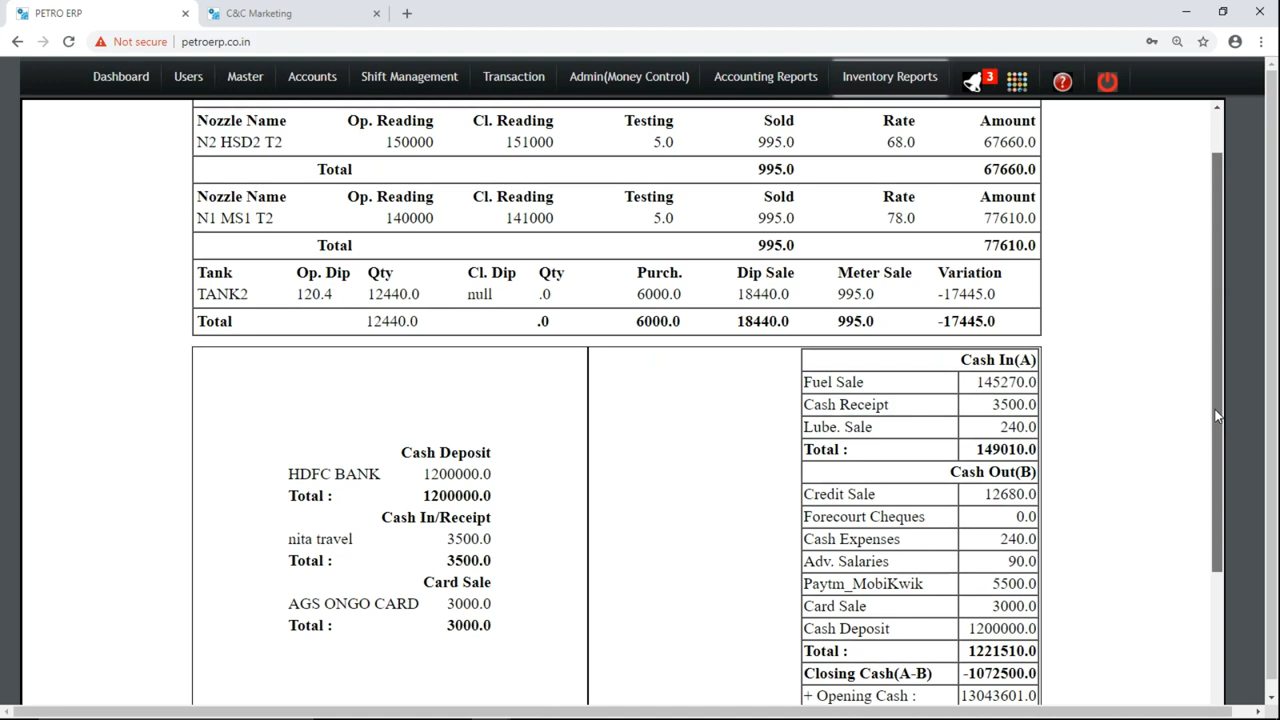 PETRO ERP
C&C Marketing
Not secure petroerp.co.in
Dashboard Users Master Accounts Shift Management Transaction Admin(Money Control) Accounting Reports Inventory Reports 3 ?
Nozzle Name Op. Reading Cl. Reading Testing Sold Rate Amount
N2 HSD2 T2 150000 151000 5.0 995.0 68.0 67660.0
Total 995.0 67660.0
Nozzle Name Op. Reading Cl. Reading Testing Sold Rate Amount
N1 MS1 T2 140000 141000 5.0 995.0 78.0 77610.0
Total 995.0 77610.0
Tank Op. Dip Qty Cl. Dip Qty Purch. Dip Sale Meter Sale Variation
TANK2 120.4 12440.0 null .0 6000.0 18440.0 995.0 -17445.0
Total 12440.0 .0 6000.0 18440.0 995.0 -17445.0
Cash Deposit
HDFC BANK 1200000.0
Total : 1200000.0
Cash In/Receipt
nita travel 3500.0
Total : 3500.0
Card Sale
AGS ONGO CARD 3000.0
Total : 3000.0
Cash In(A)
Fuel Sale 145270.0
Cash Receipt 3500.0
Lube. Sale 240.0
Total : 149010.0
Cash Out(B)
Credit Sale 12680.0
Forecourt Cheques 0.0
Cash Expenses 240.0
Adv. Salaries 90.0
Paytm_MobiKwik 5500.0
Card Sale 3000.0
Cash Deposit 1200000.0
Total : 1221510.0
Closing Cash(A-B) -1072500.0
+ Opening Cash : 13043601.0